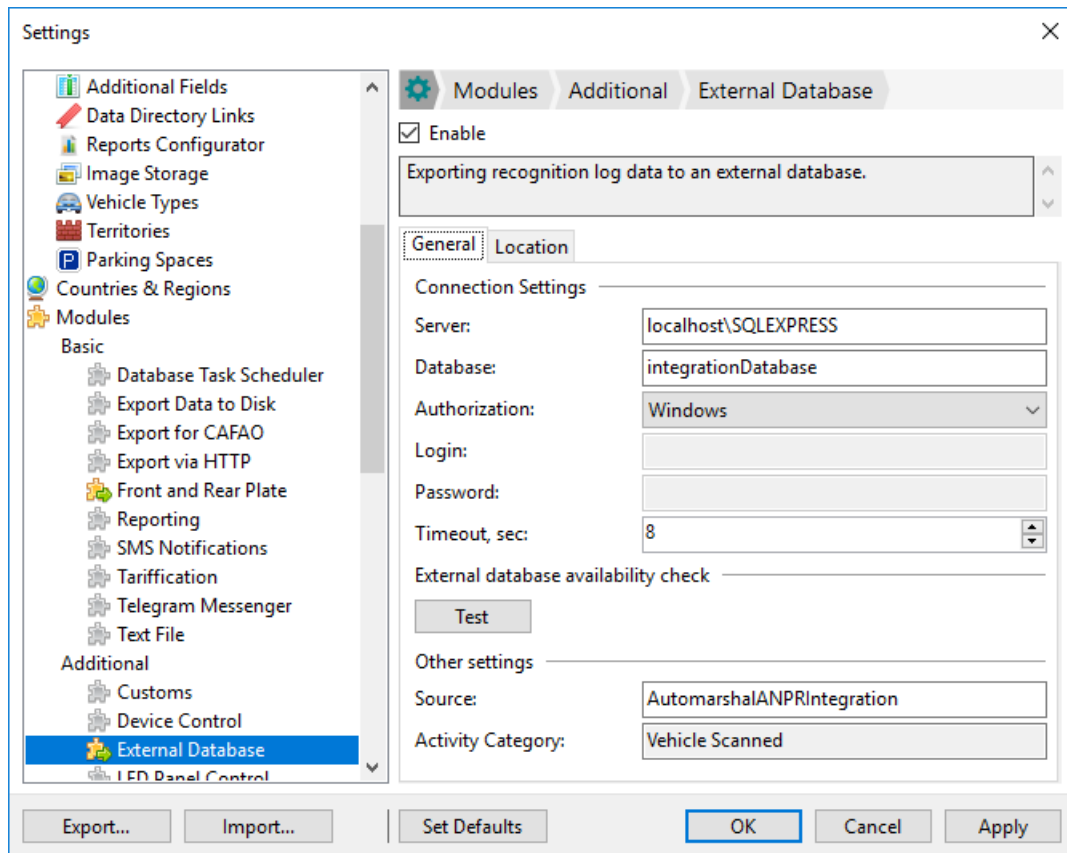 Settings
Additional Fields
Data Directory Links
Reports Configurator
Image Storage
Vehicle Types
Territories
Parking Spaces
Countries & Regions
Modules
Basic
Database Task Scheduler
Export Data to Disk
Export for CAFAO
Export via HTTP
Front and Rear Plate
Reporting
SMS Notifications
Tariffication
Telegram Messenger
Text File
Additional
Customs
Device Control
External Database
LED Panel Control
Modules Additional External Database
Enable
Exporting recognition log data to an external database.
General Location
Connection Settings
Server: localhost\SQLEXPRESS
Database: integrationDatabase
Authorization: Windows
Login:
Password:
Timeout, sec: 8
External database availability check
Test
Other settings
Source: AutomarshalANPRIntegration
Activity Category: Vehicle Scanned
Export... Import... Set Defaults OK Cancel Apply